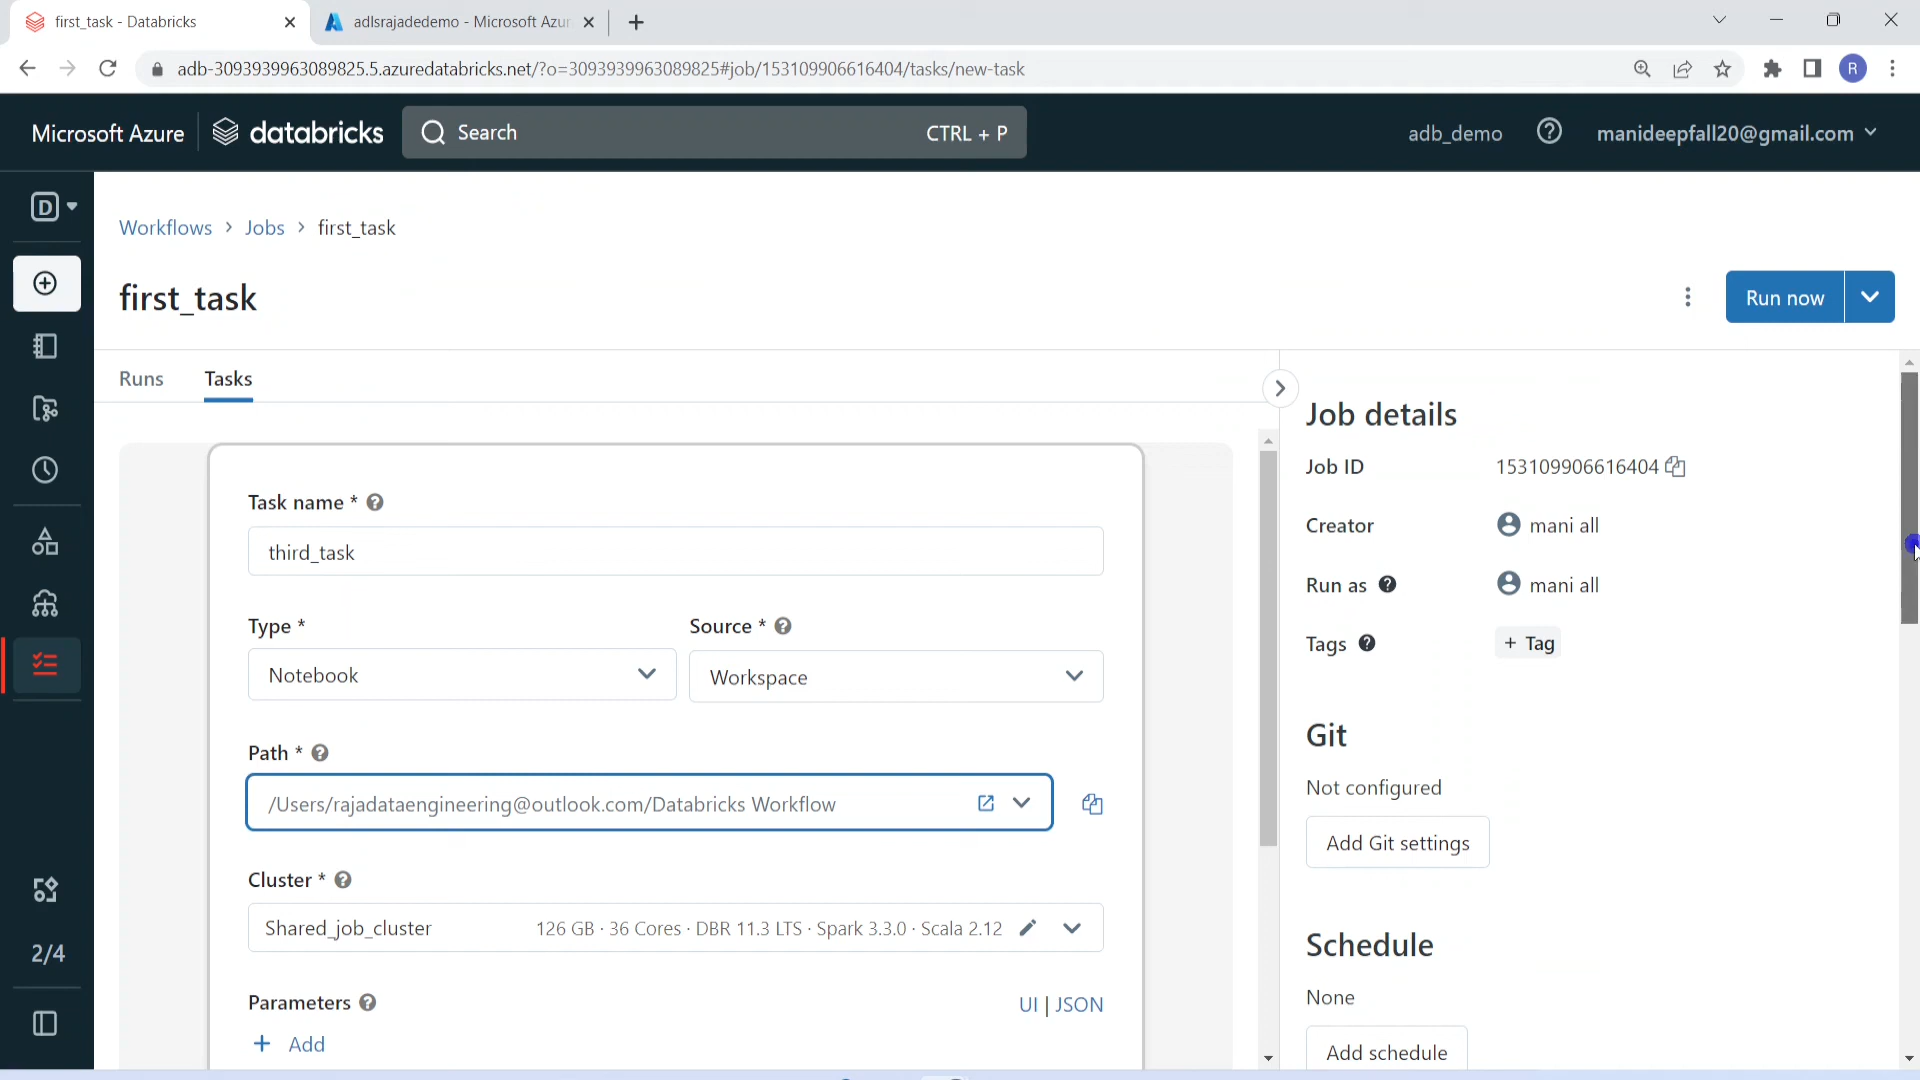 first_task - Databricks
adlsrajadedemo - Microsoft Azur
adb-3093939963089825.5.azuredatabricks.net/?o=3093939963089825#job/153109906616404/tasks/new-task
R
Microsoft Azure
databricks
Search
CTRL + P
adb_demo
manideepfall20@gmail.com
D
Workflows > Jobs > first_task
first_task
Run now
Runs
Tasks
Task name *
third_task
Type *
Source *
Notebook
Workspace
Path *
/Users/rajadataengineering@outlook.com/Databricks Workflow
Cluster *
Shared_job_cluster
126 GB · 36 Cores · DBR 11.3 LTS · Spark 3.3.0 · Scala 2.12
Parameters
UI | JSON
+ Add
Job details
Job ID
153109906616404
Creator
mani all
Run as
mani all
Tags
+ Tag
Git
Not configured
Add Git settings
Schedule
None
Add schedule
2/4